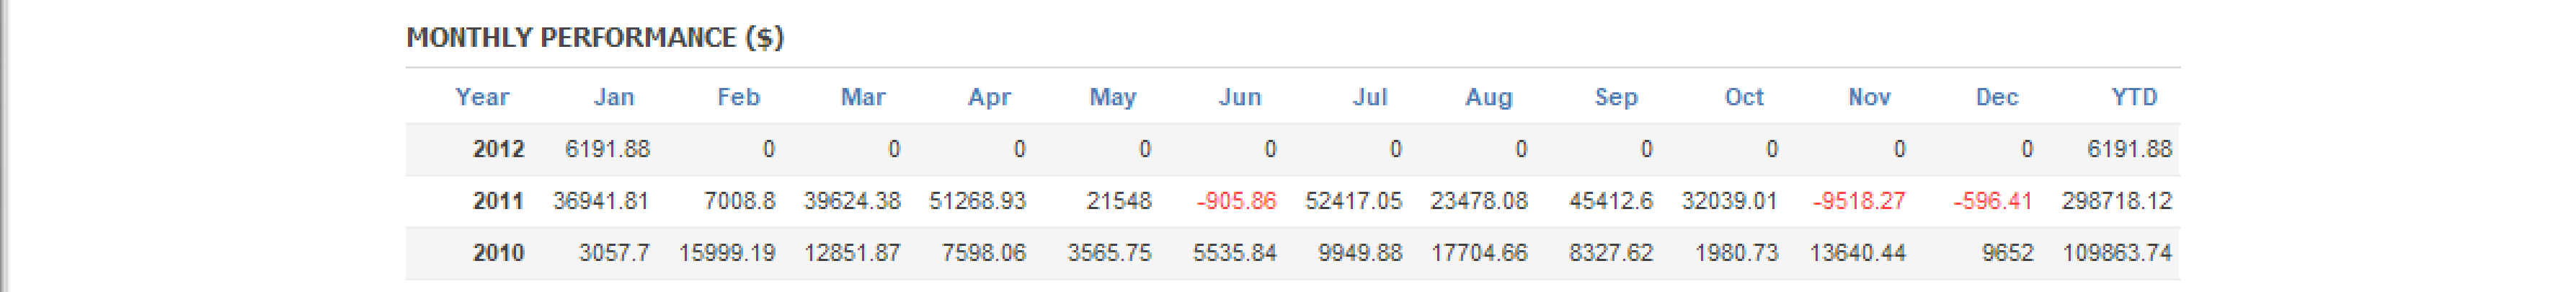 MONTHLY PERFORMANCE ($)
Year Jan Feb Mar Apr May Jun Jul Aug Sep Oct Nov Dec YTD
2012 6191.88 0 0 0 0 0 0 0 0 0 0 0 6191.88
2011 36941.81 7008.8 39624.38 51268.93 21548 -905.86 52417.05 23478.08 45412.6 32039.01 -9518.27 -596.41 298718.12
2010 3057.7 15999.19 12851.87 7598.06 3565.75 5535.84 9949.88 17704.66 8327.62 1980.73 13640.44 9652 109863.74